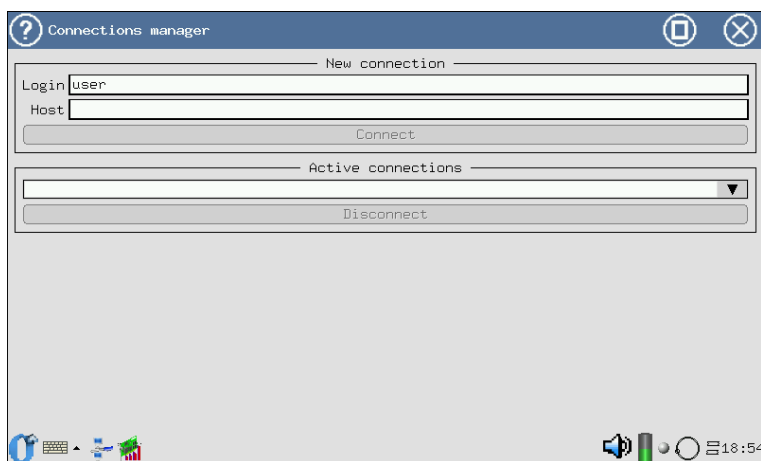 Connections manager
New connection
Login user
Host
Connect
Active connections
Disconnect
18:54